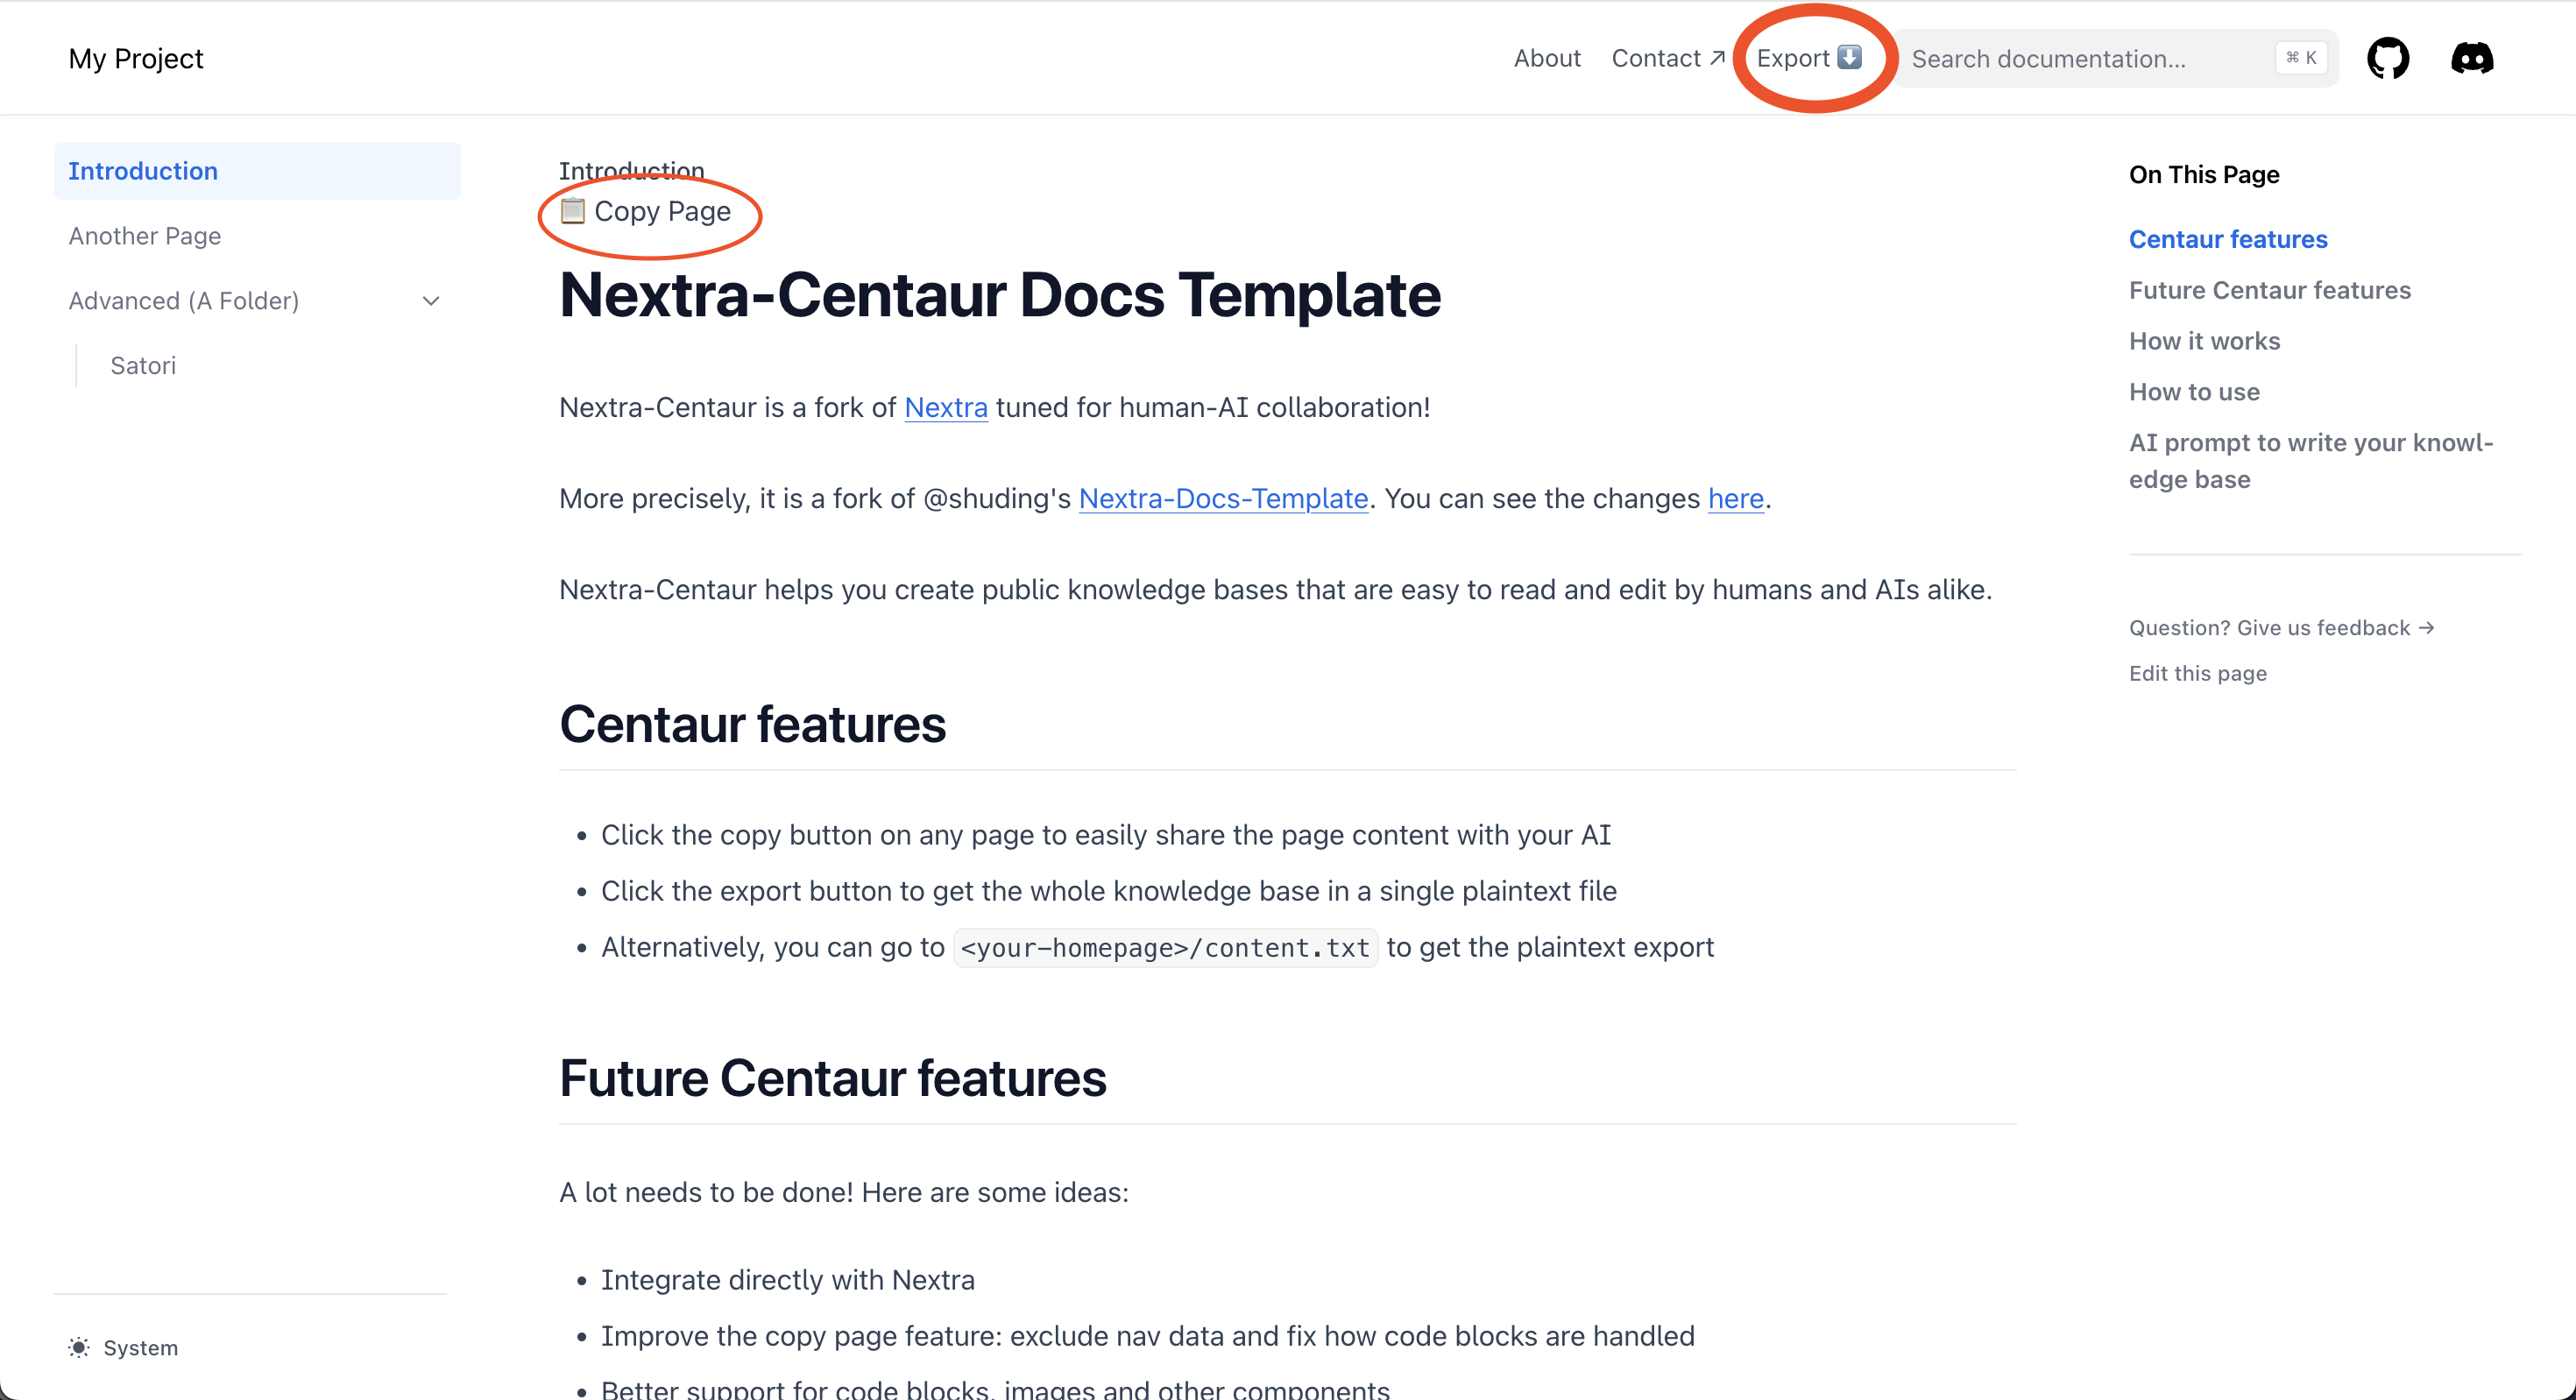 My Project
About
Contact ↗
Export ⬇️
Search documentation...
⌘ K
Introduction
Another Page
Advanced (A Folder)
Satori
System
Introduction
📋 Copy Page
Nextra-Centaur Docs Template
Nextra-Centaur is a fork of Nextra tuned for human-AI collaboration!
More precisely, it is a fork of @shuding's Nextra-Docs-Template. You can see the changes here.
Nextra-Centaur helps you create public knowledge bases that are easy to read and edit by humans and AIs alike.
Centaur features
• Click the copy button on any page to easily share the page content with your AI
• Click the export button to get the whole knowledge base in a single plaintext file
• Alternatively, you can go to <your-homepage>/content.txt to get the plaintext export
Future Centaur features
A lot needs to be done! Here are some ideas:
• Integrate directly with Nextra
• Improve the copy page feature: exclude nav data and fix how code blocks are handled
• Better support for code blocks, images and other components
On This Page
Centaur features
Future Centaur features
How it works
How to use
AI prompt to write your knowl-
edge base
Question? Give us feedback →
Edit this page